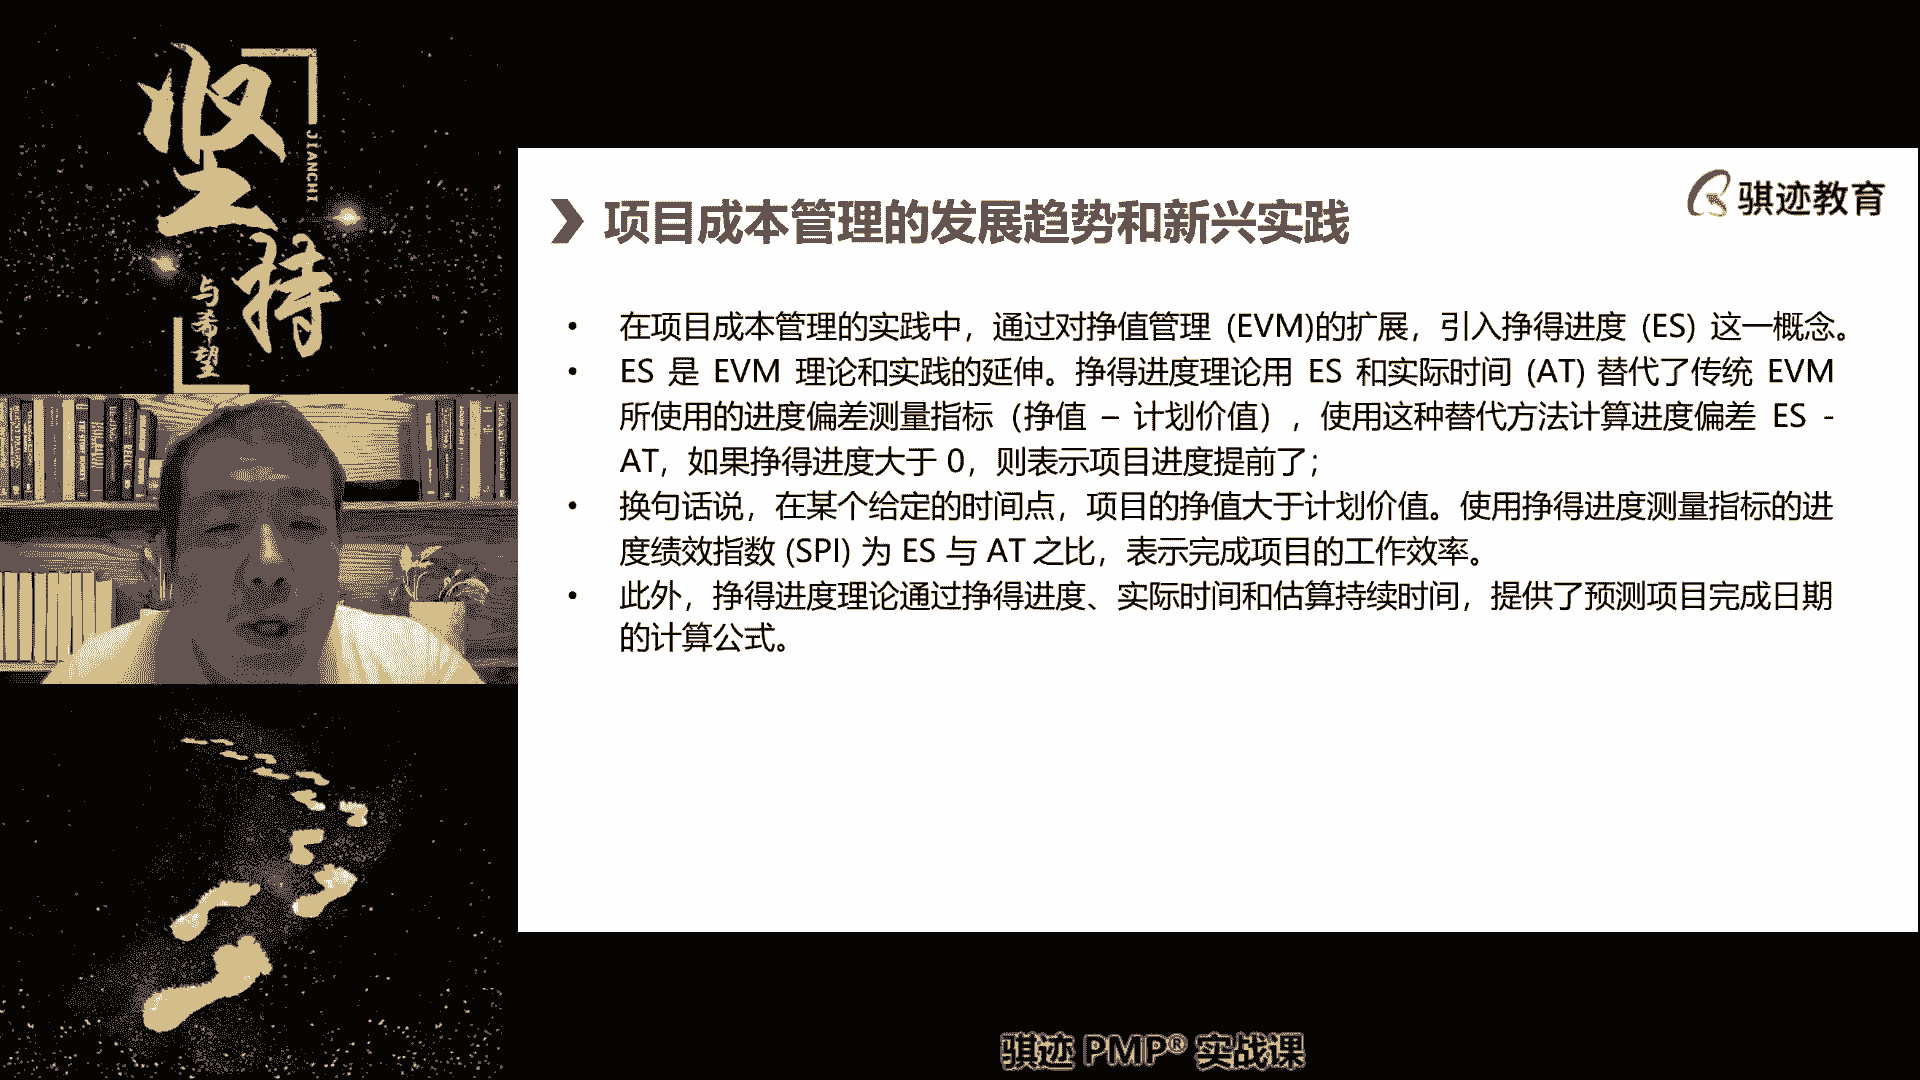 坚持
JIANCHI
与希望
骐迹教育
项目成本管理的发展趋势和新兴实践
• 在项目成本管理的实践中，通过对挣值管理 (EVM)的扩展，引入挣得进度 (ES) 这一概念。
• ES 是 EVM 理论和实践的延伸。挣得进度理论用 ES 和实际时间 (AT) 替代了传统 EVM
所使用的进度偏差测量指标（挣值 – 计划价值），使用这种替代方法计算进度偏差 ES -
AT，如果挣得进度大于 0，则表示项目进度提前了；
• 换句话说，在某个给定的时间点，项目的挣值大于计划价值。使用挣得进度测量指标的进
度绩效指数 (SPI) 为 ES 与 AT 之比，表示完成项目的工作效率。
• 此外，挣得进度理论通过挣得进度、实际时间和估算持续时间，提供了预测项目完成日期
的计算公式。
骐迹 PMP® 实战课